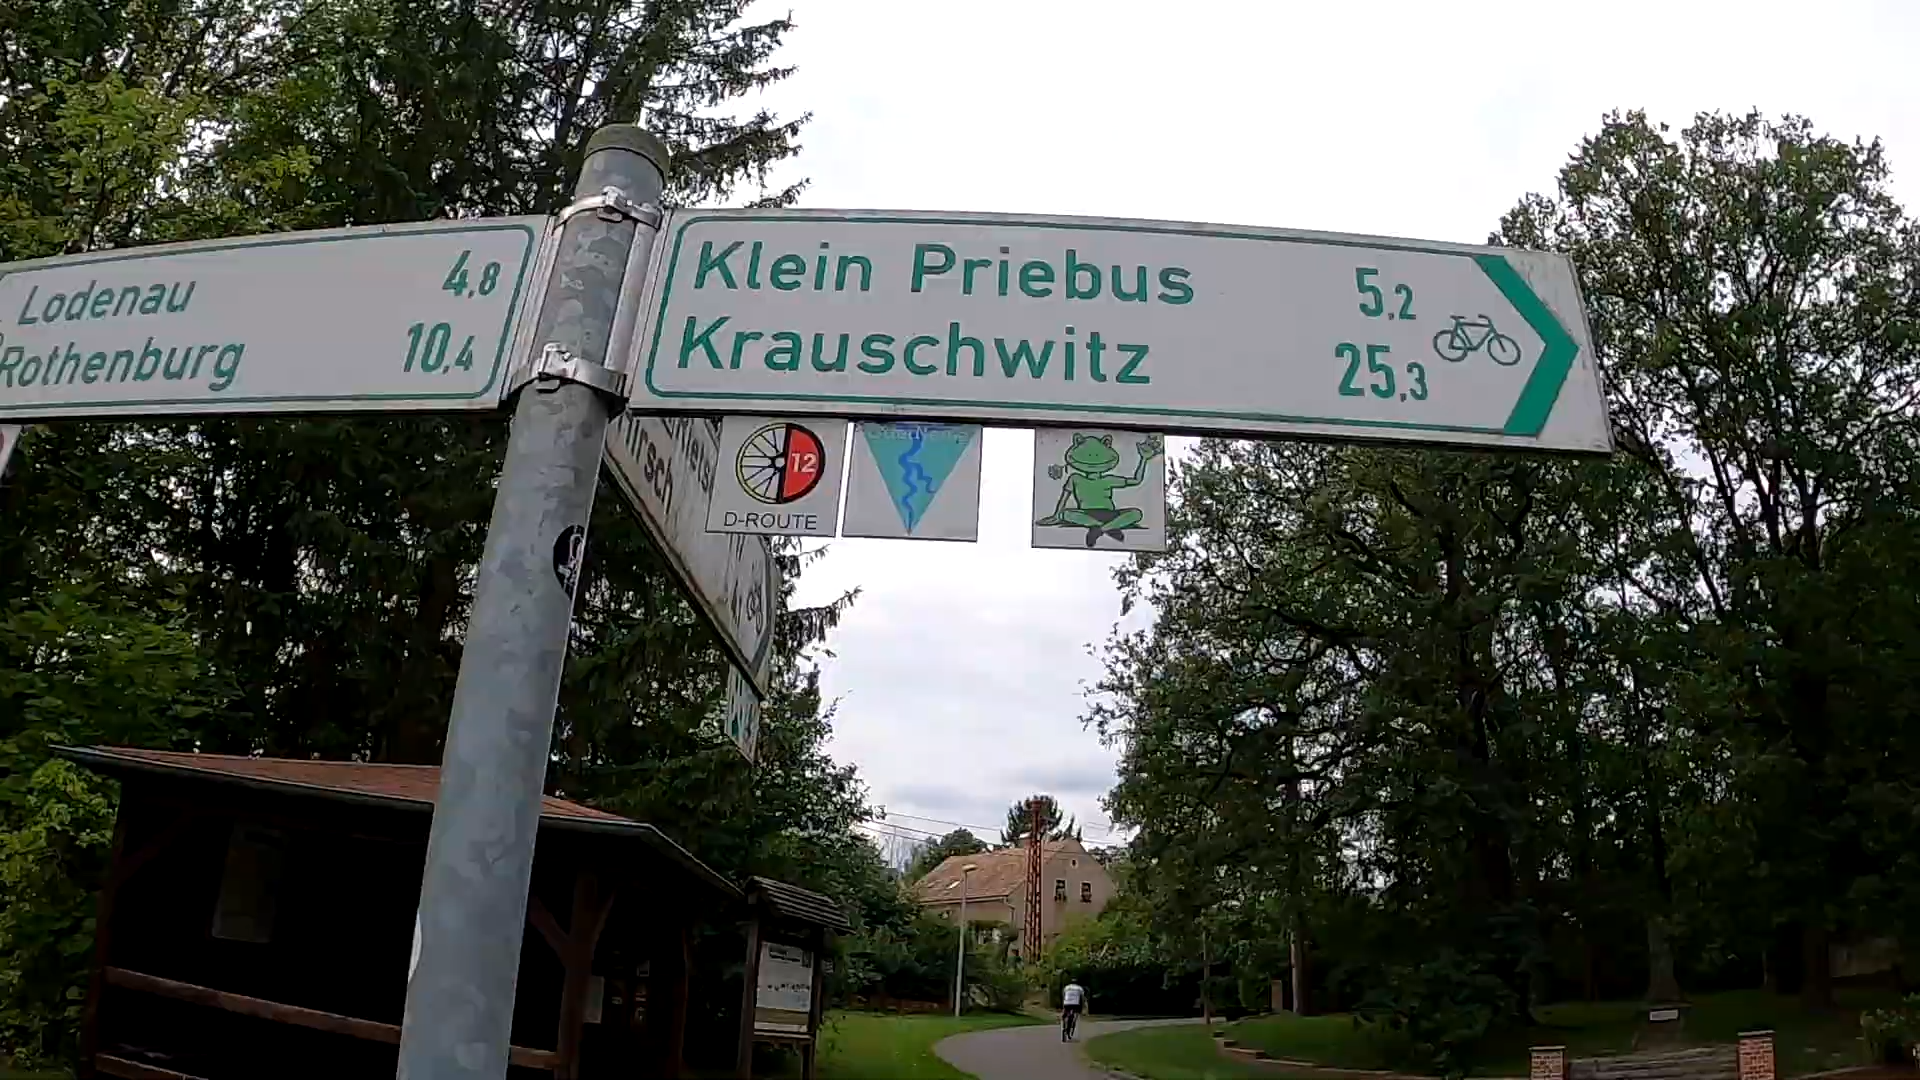 Lodenau 4,8
Rothenburg 10,4
Klein Priebus 5,2
Krauschwitz 25,3
12
D-ROUTE